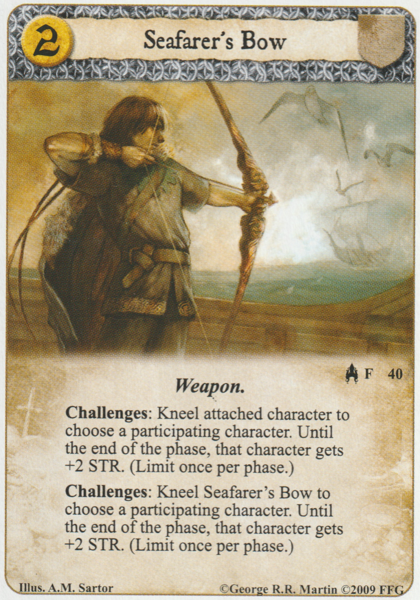 2
Seafarer's Bow
F 40
Weapon.
Challenges: Kneel attached character to
choose a participating character. Until
the end of the phase, that character gets
+2 STR. (Limit once per phase.)
Challenges: Kneel Seafarer's Bow to
choose a participating character. Until
the end of the phase, that character gets
+2 STR. (Limit once per phase.)
Illus. A.M. Sartor ©George R.R. Martin ©2009 FFG